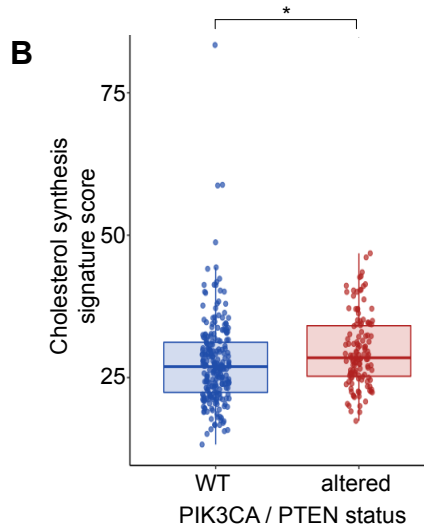 *
B
75
50
25
Cholesterol synthesis
signature score
WT altered
PIK3CA / PTEN status